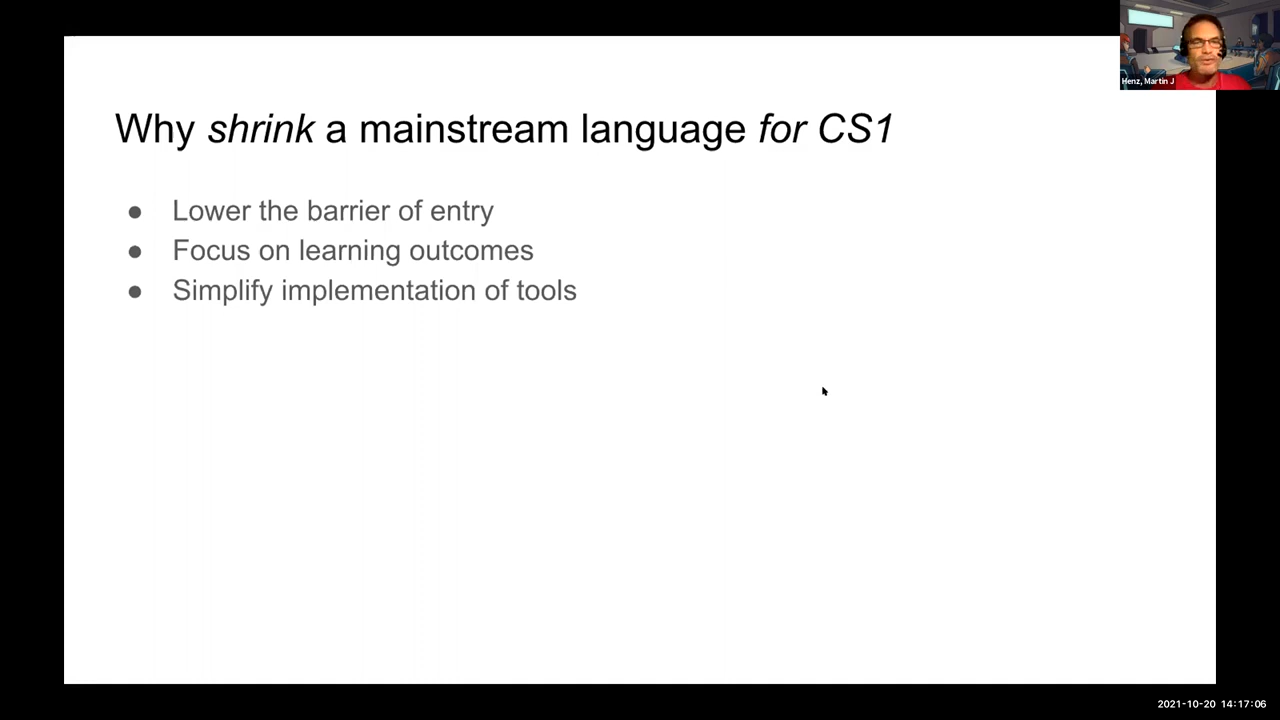 Henz, Martin J
Why shrink a mainstream language for CS1
● Lower the barrier of entry
● Focus on learning outcomes
● Simplify implementation of tools
2021-10-20 14:17:06